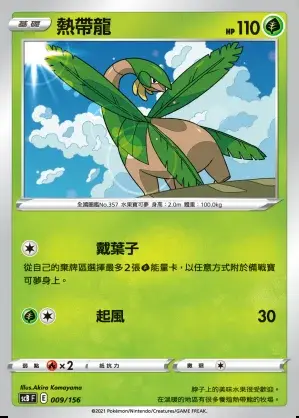 基礎 熱帶龍 HP 110
全國圖鑑No.357 水果寶可夢 身高:2.0m 體重:100.0kg
戴葉子
從自己的棄牌區選擇最多2張能量卡,以任意方式附於備戰寶
可夢身上。
起風 30
弱點 ×2 抵抗力 撤退
Illus.Akira Komayama
sc3 F E 009/156
脖子上的美味水果很受歡迎。
在溫暖的地區有很多養殖熱帶龍的牧場。
©2021 Pokémon/Nintendo/Creatures/GAME FREAK.